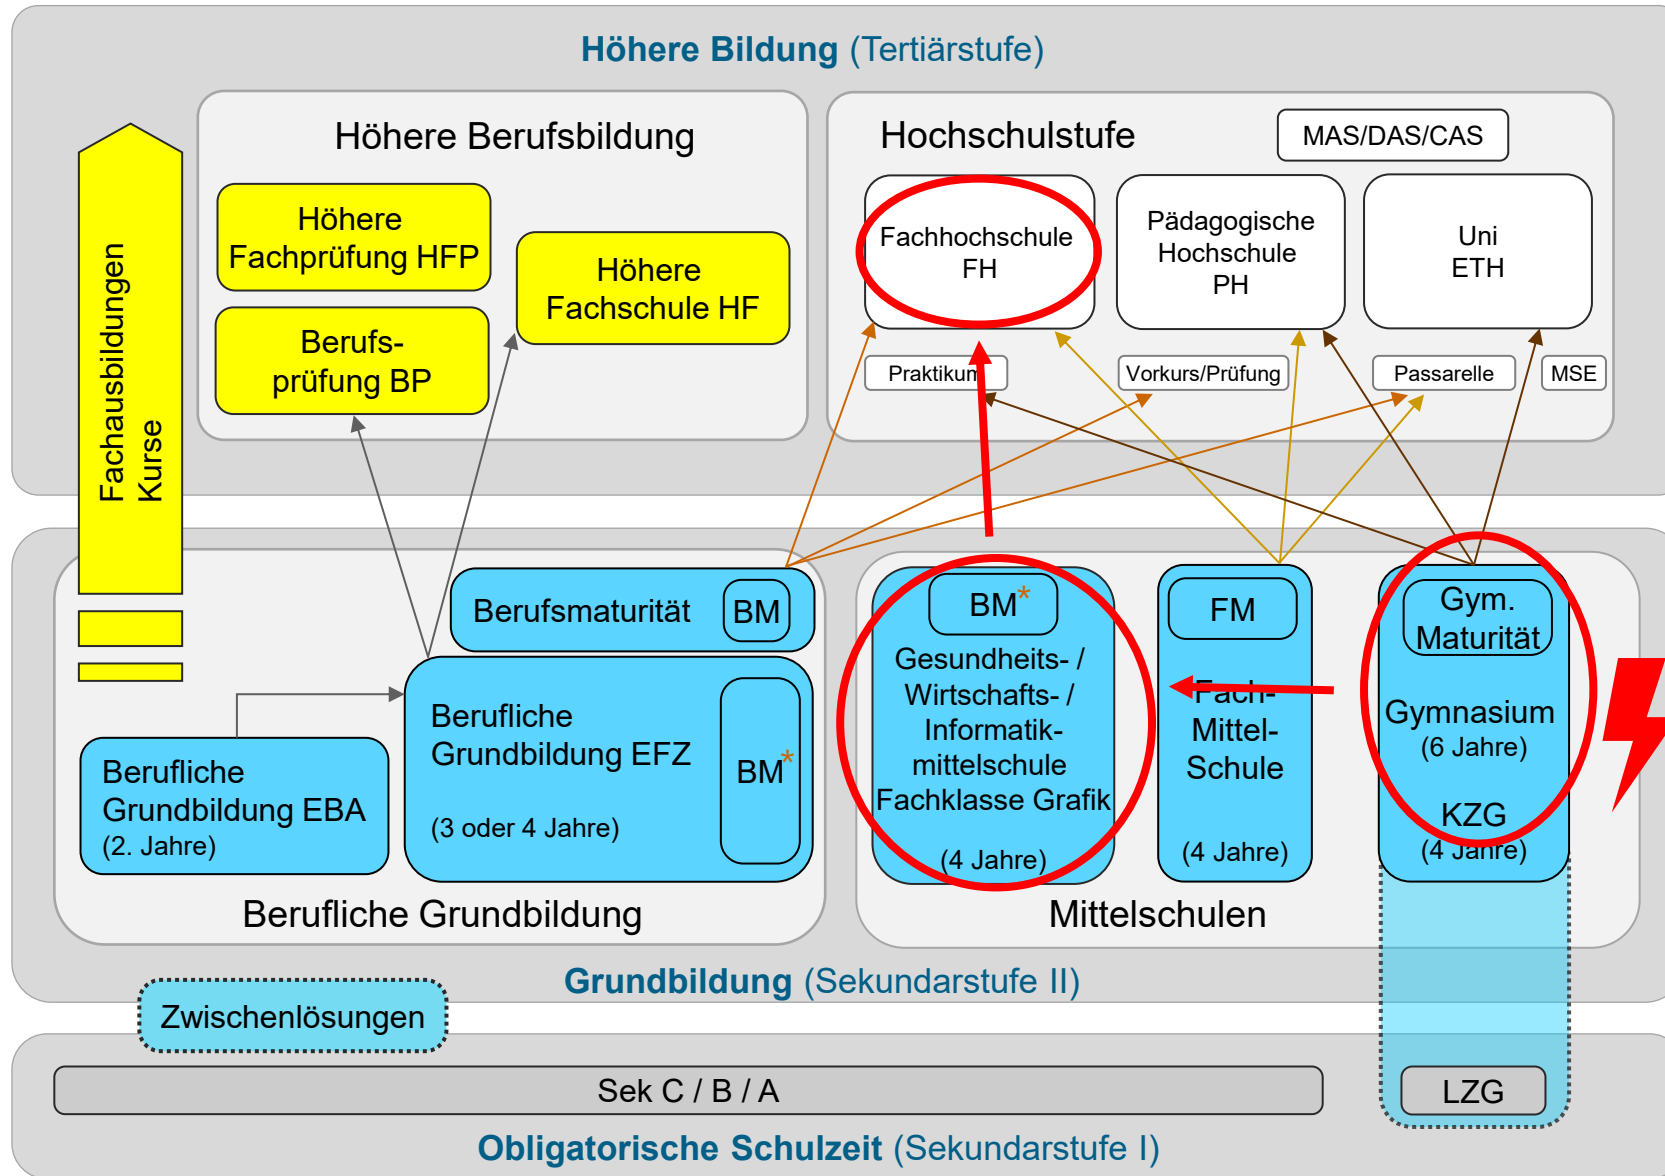 Höhere Bildung (Tertiärstufe)
Höhere Berufsbildung
Hochschulstufe
MAS/DAS/CAS
Fachausbildungen
Kurse
Höhere
Fachprüfung HFP
Höhere
Fachschule HF
Berufs-
prüfung BP
Fachhochschule
FH
Pädagogische
Hochschule
PH
Uni
ETH
Praktikum
Vorkurs/Prüfung
Passarelle
MSE
Berufsmaturität
BM
Berufliche
Grundbildung EFZ
(3 oder 4 Jahre)
BM*
Berufliche
Grundbildung EBA
(2. Jahre)
Berufliche Grundbildung
BM*
Gesundheits- /
Wirtschafts- /
Informatik-
mittelschule
Fachklasse Grafik
(4 Jahre)
FM
Fach-
Mittel-
Schule
(4 Jahre)
Gym.
Maturität
Gymnasium
(6 Jahre)
KZG
(4 Jahre)
Mittelschulen
Grundbildung (Sekundarstufe II)
Zwischenlösungen
Sek C / B / A
LZG
Obligatorische Schulzeit (Sekundarstufe I)